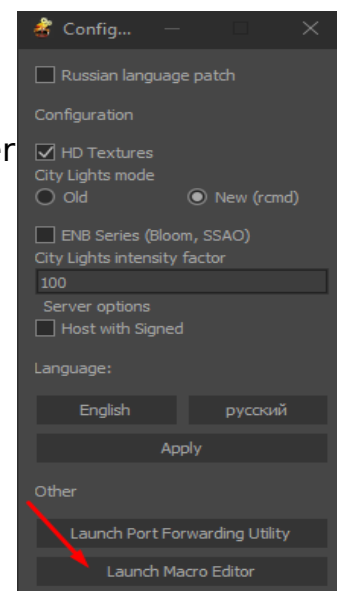 Config...
Russian language patch
Configuration
er
HD Textures
City Lights mode
Old New (rcmd)
ENB Series (Bloom, SSAO)
City Lights intensity factor
100
Server options
Host with Signed
Language:
English русский
Apply
Other
Launch Port Forwarding Utility
Launch Macro Editor